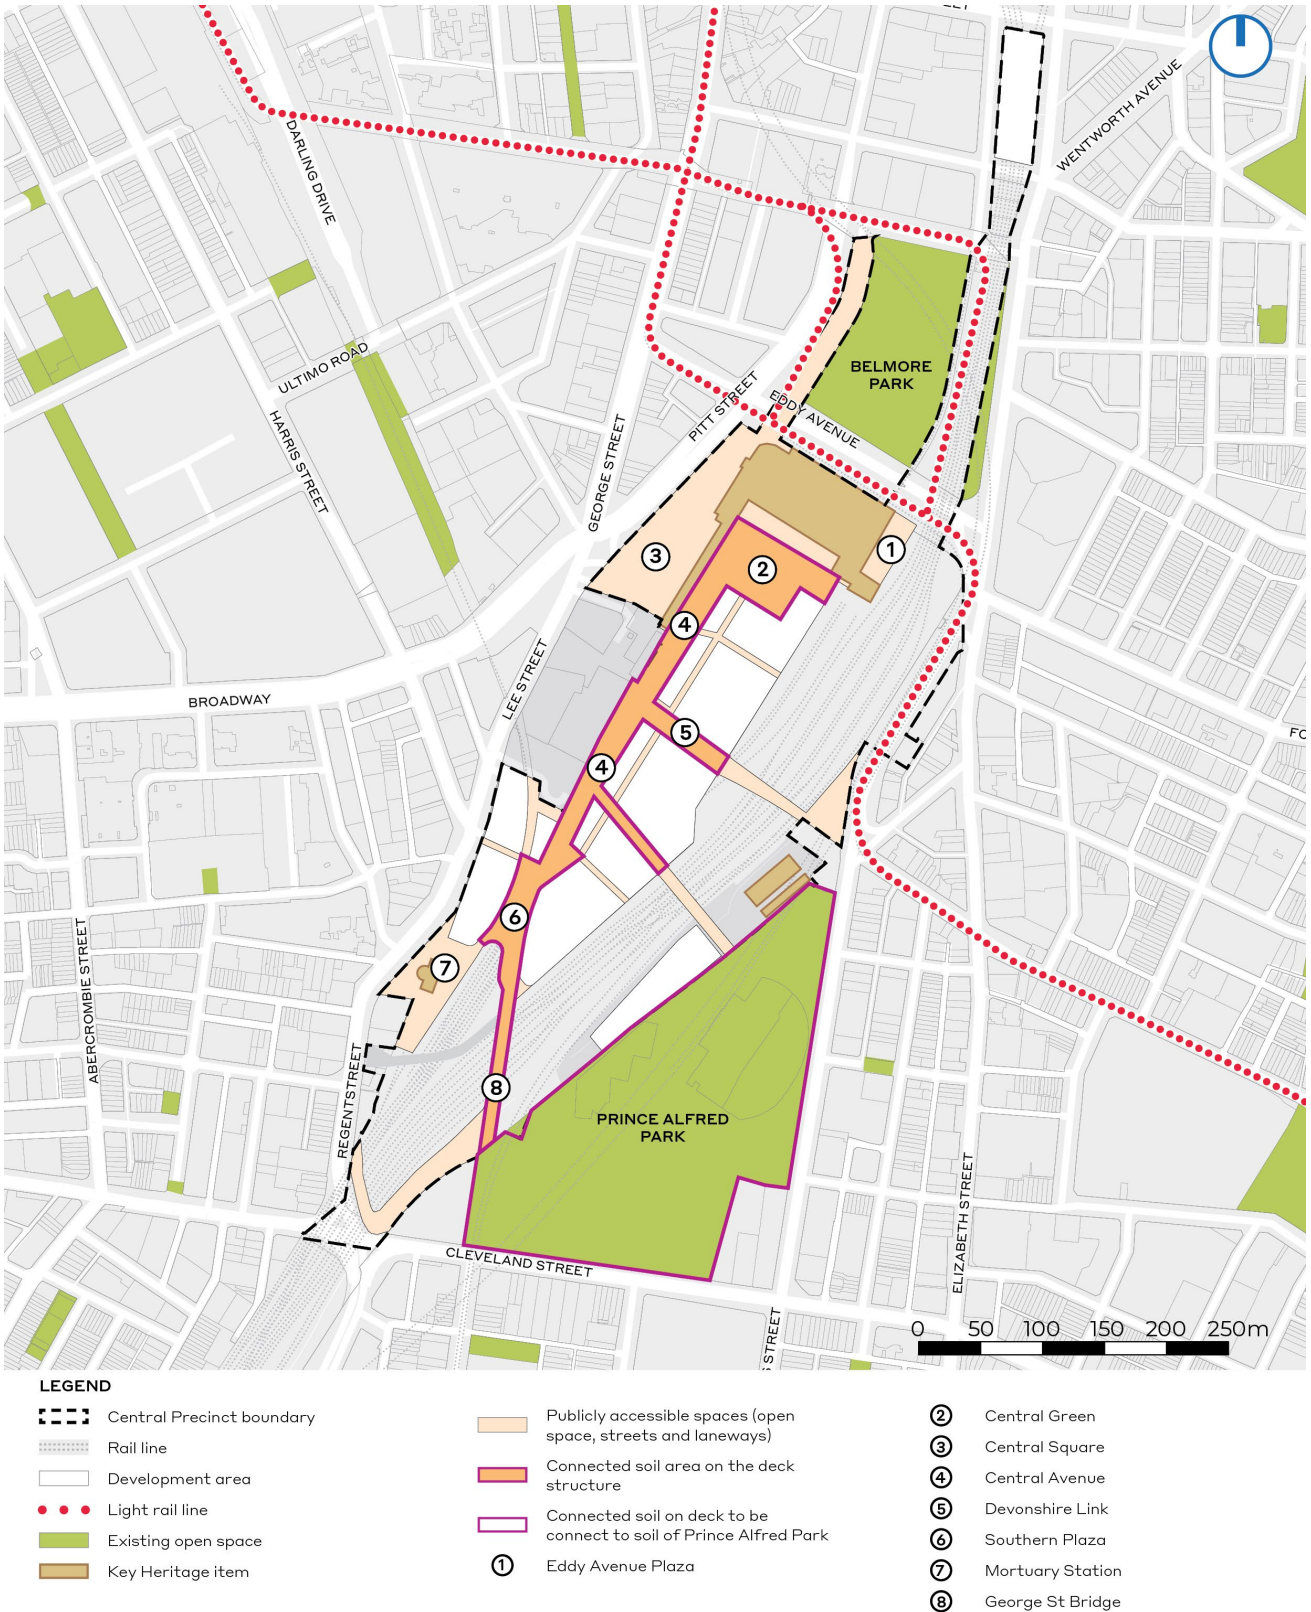 WENTWORTH AVENUE
DARLING DRIVE
ULTIMO ROAD
HARRIS STREET
BELMORE
PARK
PITT STREET
EDDY AVENUE
GEORGE STREET
3
2
1
4
LEE STREET
BROADWAY
5
FO
4
6
7
ABERCROMBIE STREET
REGENT STREET
8
PRINCE ALFRED
PARK
ELIZABETH STREET
CLEVELAND STREET
S STREET
0 50 100 150 200 250m
LEGEND
Central Precinct boundary
Rail line
Development area
Light rail line
Existing open space
Key Heritage item
Publicly accessible spaces (open
space, streets and laneways)
Connected soil area on the deck
structure
Connected soil on deck to be
connect to soil of Prince Alfred Park
1 Eddy Avenue Plaza
2 Central Green
3 Central Square
4 Central Avenue
5 Devonshire Link
6 Southern Plaza
7 Mortuary Station
8 George St Bridge